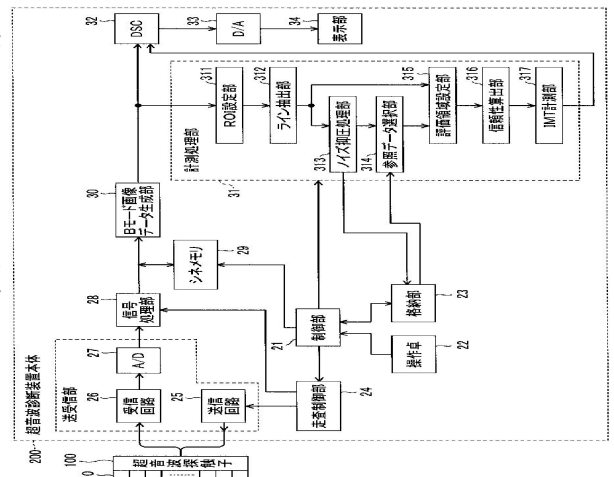 200
超音波診断装置本体
送受信部
100
超音波探触子
26
受信
回路
27
A/D
25
送信
回路
28
信号
処理部
30
Bモード画像
データ生成部
29
シネメモリ
24
走査制御部
21
制御部
22
操作卓
23
格納部
32
DSC
33
D/A
34
表示部
31
計測処理部
311
ROI設定部
312
ライン抽出部
313
ノイズ抑圧処理部
314
参照データ選択部
315
評価領域設定部
316
信頼性算出部
317
IMT計測部